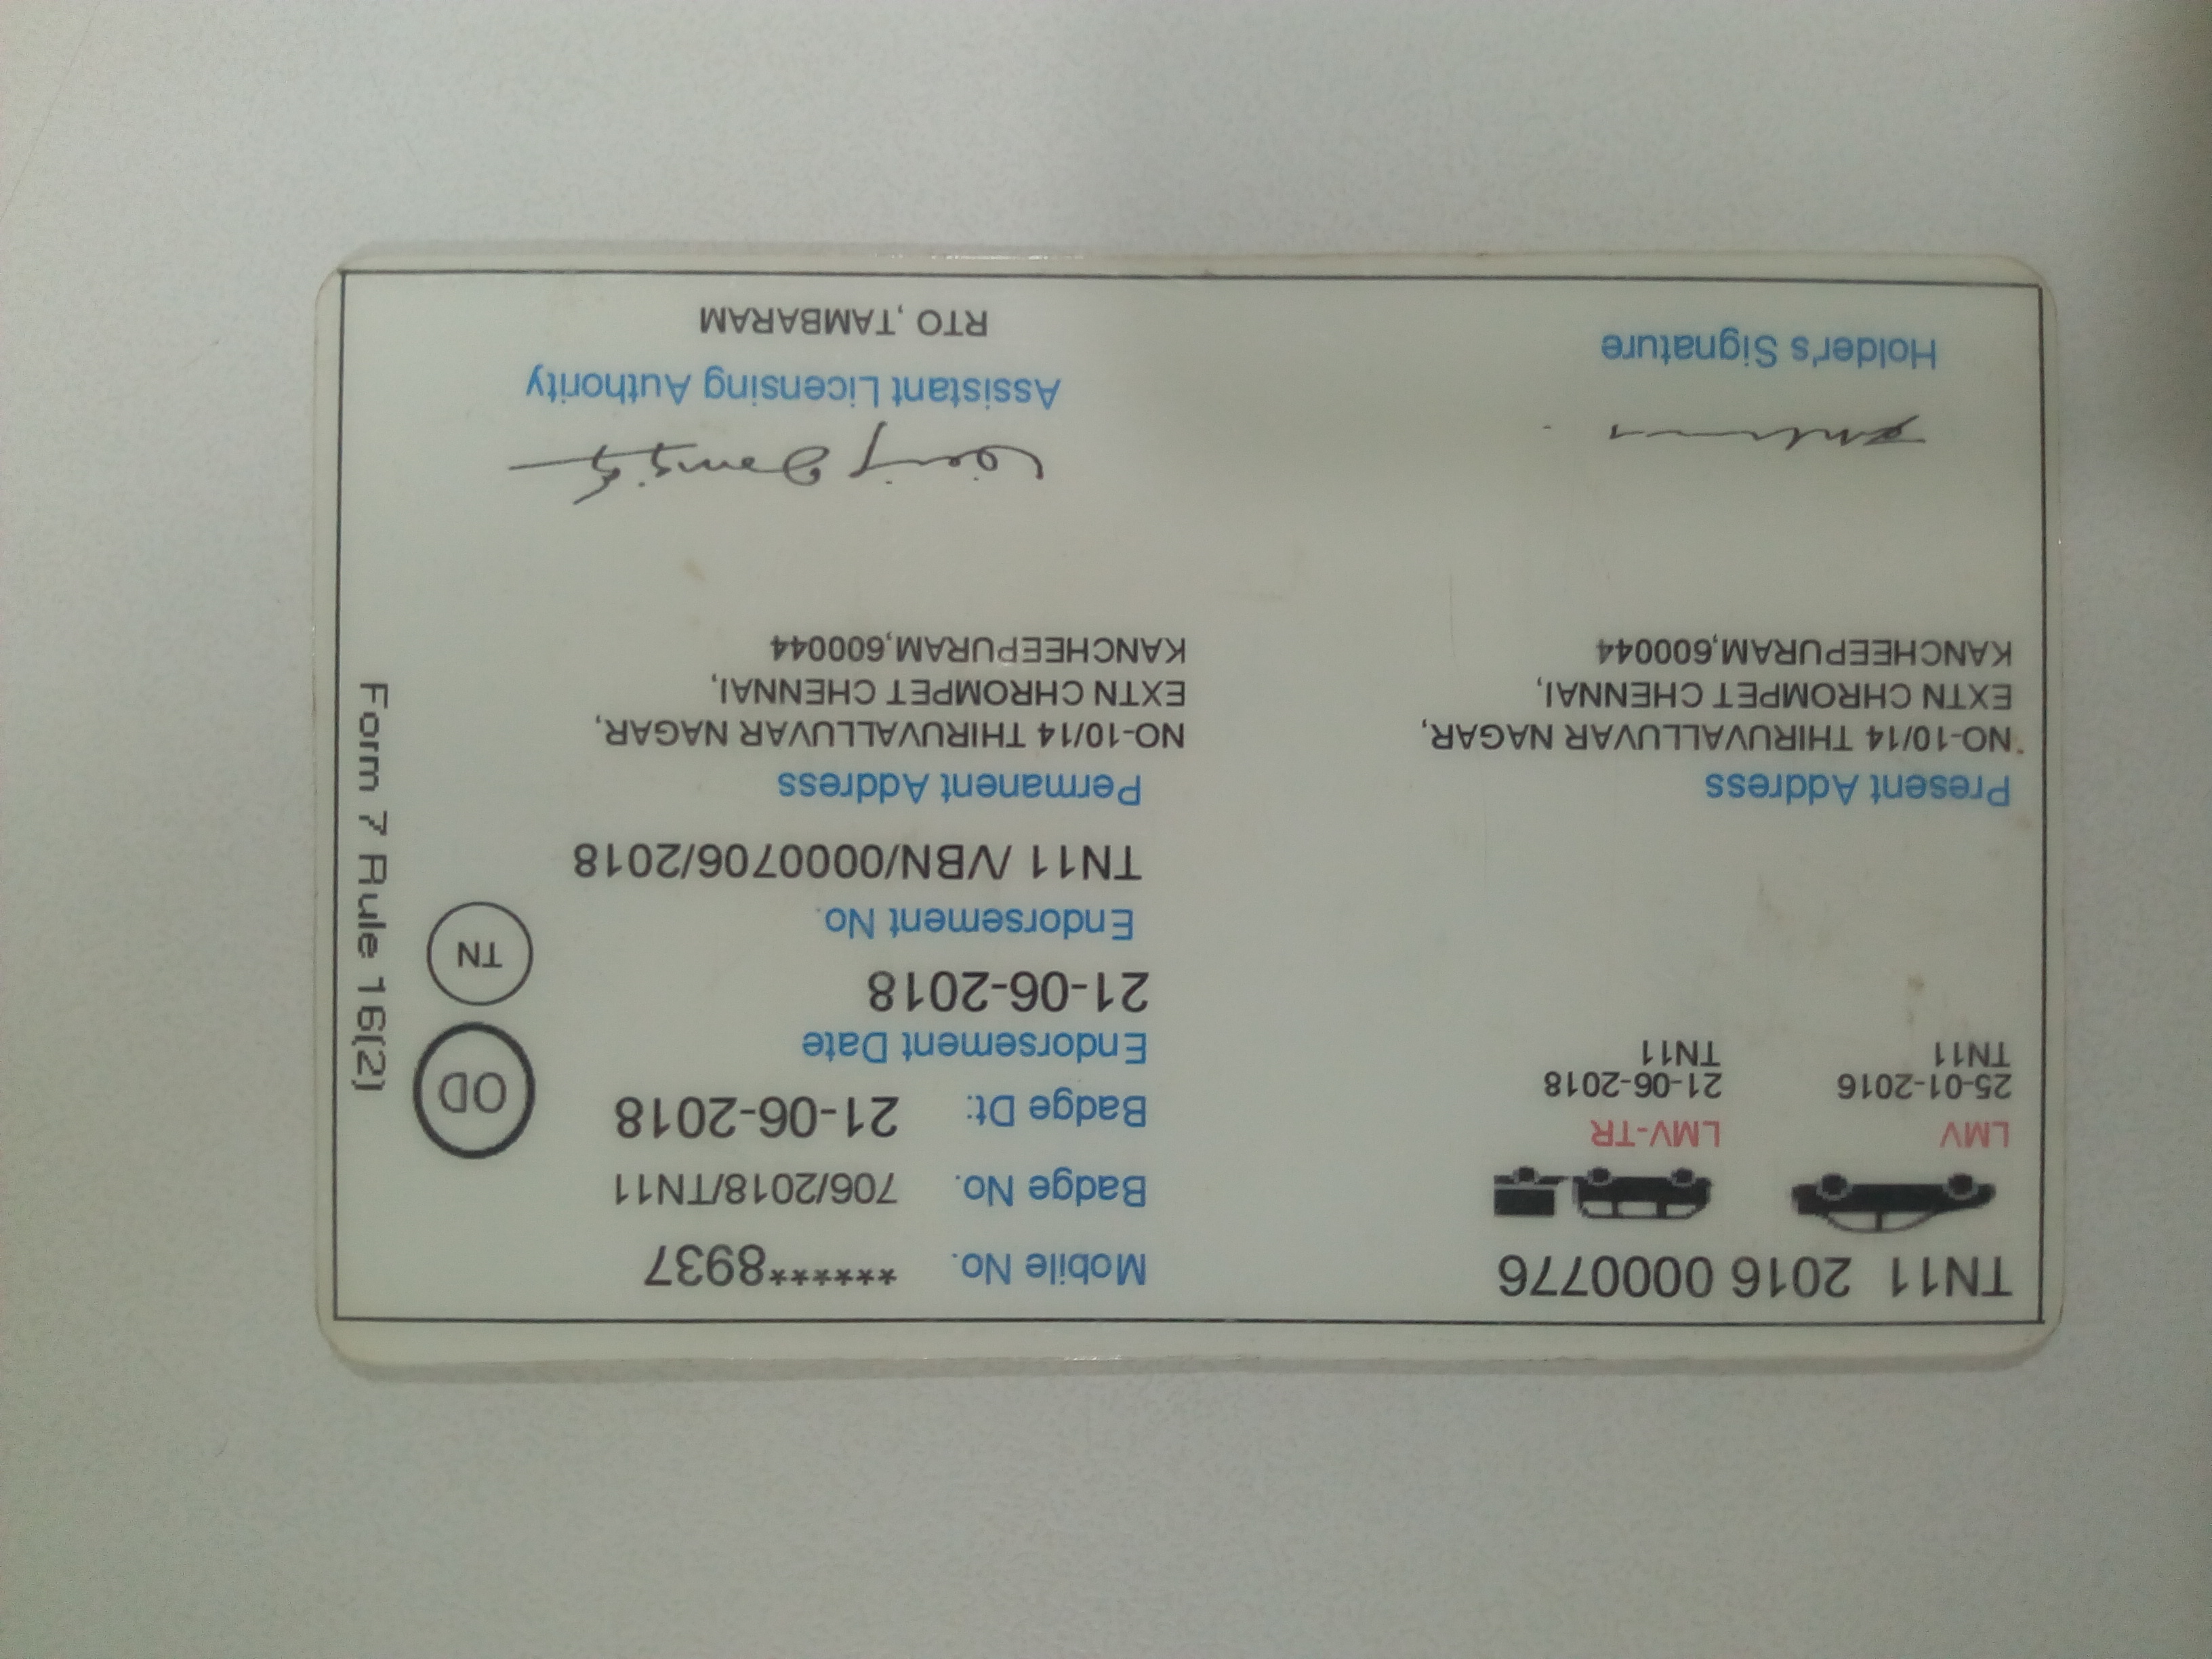 TN11 2016 0000776
LMV
25-01-2016
TN11
LMV-TR
21-06-2018
TN11
Present Address
NO-10/14 THIRUVALLUVAR NAGAR,
EXTN CHROMPET CHENNAI,
KANCHEEPURAM,600044
Holder's Signature
Mobile No. ******8937
Badge No. 706/2018/TN11
Badge Dt: 21-06-2018
Endorsement Date
21-06-2018
Endorsement No.
TN11 /VBN/0000706/2018
Permanent Address
NO-10/14 THIRUVALLUVAR NAGAR,
EXTN CHROMPET CHENNAI,
KANCHEEPURAM,600044
Assistant Licensing Authority
RTO ,TAMBARAM
OD
TN
Form 7 Rule 16(2)